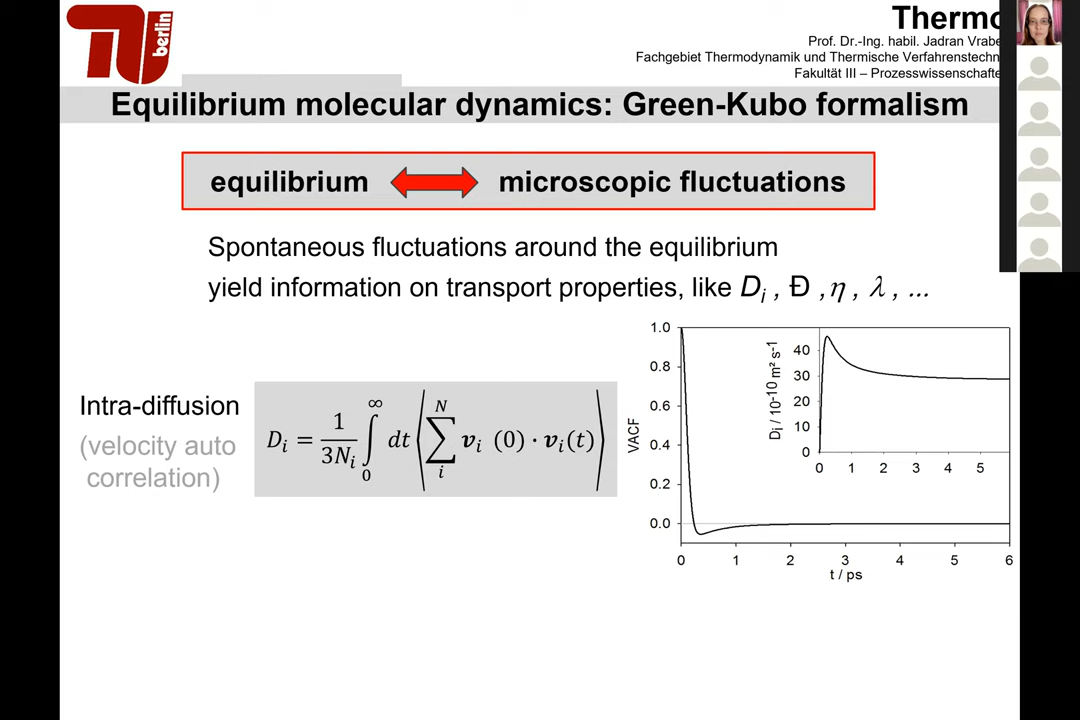 berlin
Thermo
Prof. Dr.-Ing. habil. Jadran Vrabe
Fachgebiet Thermodynamik und Thermische Verfahrenstechn
Fakultät III – Prozesswissenschafte
Equilibrium molecular dynamics: Green-Kubo formalism
equilibrium microscopic fluctuations
Spontaneous fluctuations around the equilibrium
yield information on transport properties, like Dᵢ , Đ , η , λ , ...
Intra-diffusion
(velocity auto
correlation)
Dᵢ = 1/3Nᵢ ∫₀^∞ dt ⟨ ∑ᵢ^N vᵢ (0) · vᵢ(t) ⟩
VACF
1.0
0.8
0.6
0.4
0.2
0.0
0 1 2 3 4 5 6
t / ps
Dᵢ / 10⁻¹⁰ m² s⁻¹
40
30
20
10
0
0 1 2 3 4 5